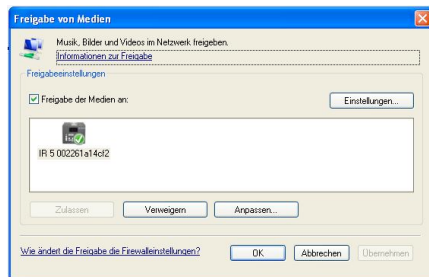 Freigabe von Medien
Musik, Bilder und Videos im Netzwerk freigeben.
Informationen zur Freigabe
Freigabeeinstellungen
Freigabe der Medien an:
Einstellungen...
IR 5 002261a14cf2
Zulassen
Verweigern
Anpassen...
Wie ändert die Freigabe die Firewalleinstellungen?
OK
Abbrechen
Übernehmen